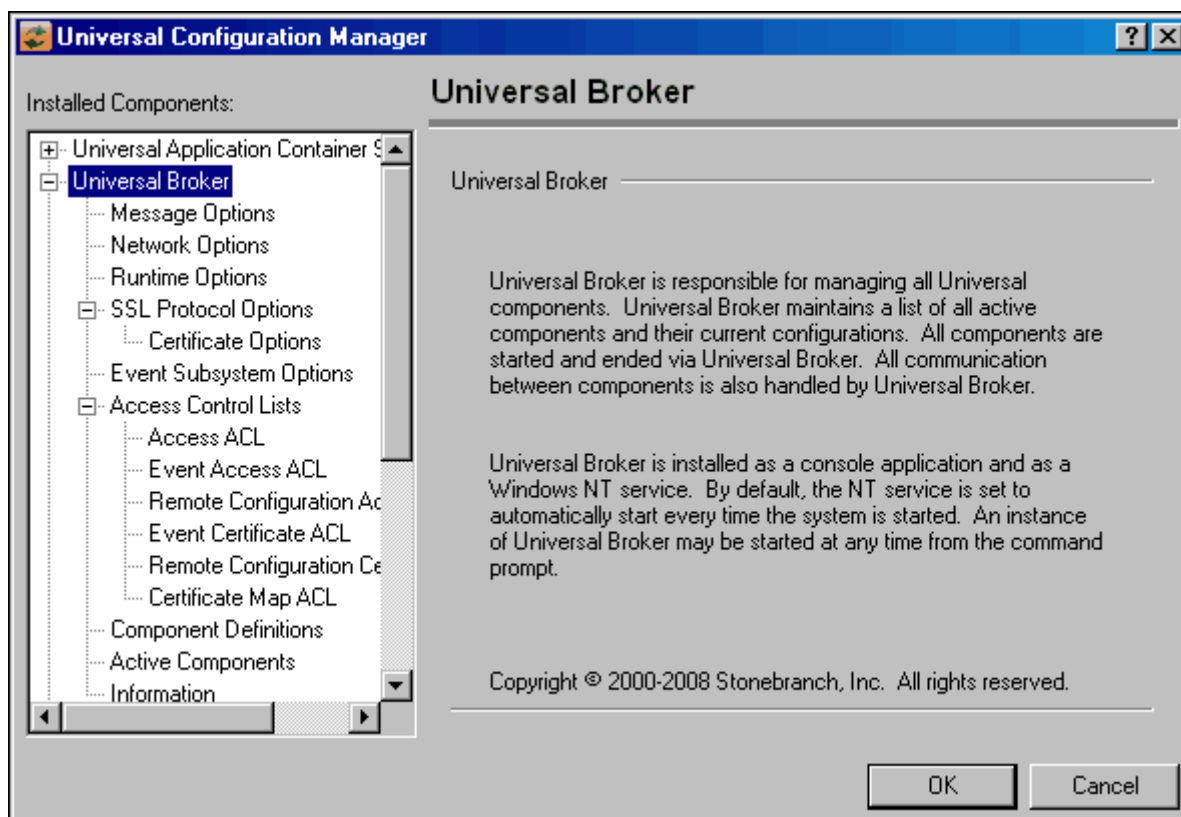 Universal Configuration Manager
Installed Components:
Universal Application Container S
Universal Broker
Message Options
Network Options
Runtime Options
SSL Protocol Options
Certificate Options
Event Subsystem Options
Access Control Lists
Access ACL
Event Access ACL
Remote Configuration Ac
Event Certificate ACL
Remote Configuration Ce
Certificate Map ACL
Component Definitions
Active Components
Information
Universal Broker
Universal Broker
Universal Broker is responsible for managing all Universal
components.  Universal Broker maintains a list of all active
components and their current configurations.  All components are
started and ended via Universal Broker.  All communication
between components is also handled by Universal Broker.
Universal Broker is installed as a console application and as a
Windows NT service.  By default, the NT service is set to
automatically start every time the system is started.  An instance
of Universal Broker may be started at any time from the command
prompt.
Copyright © 2000-2008 Stonebranch, Inc.  All rights reserved.
OK
Cancel